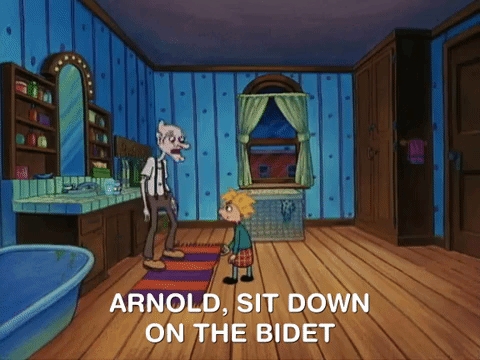 ARNOLD, SIT DOWN
ON THE BIDET